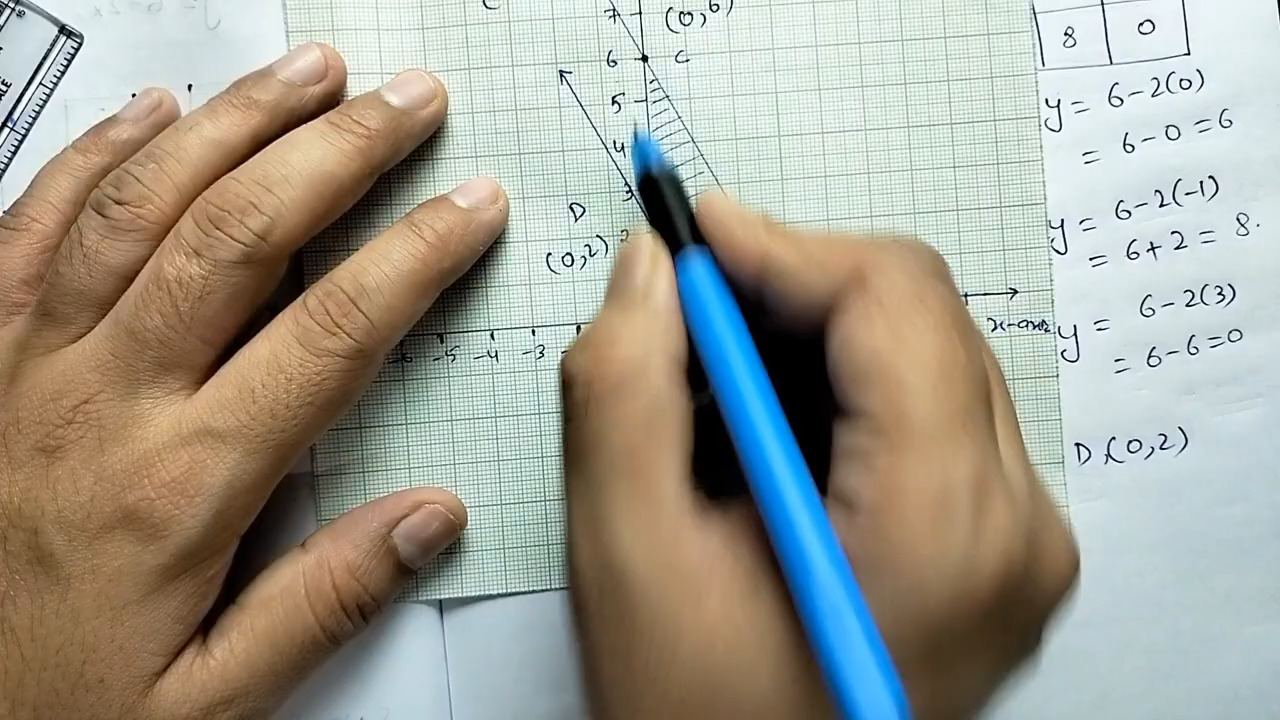 7
(0,6)
6
C
5
4
3
D
(0,2)
-6 -5 -4 -3
x-axis
8 0
y = 6-2(0)
= 6-0 = 6
y = 6-2(-1)
= 6+2 = 8.
y = 6-2(3)
= 6-6=0
D,(0,2)